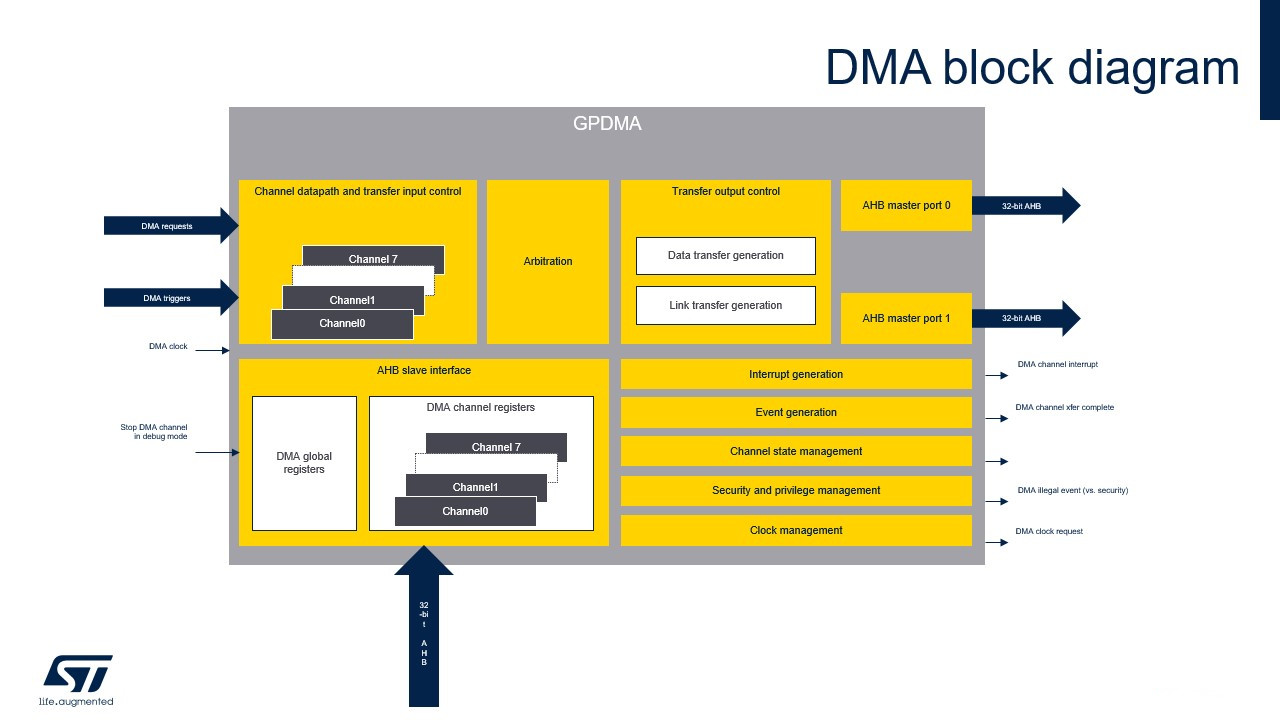 DMA block diagram
GPDMA
Channel datapath and transfer input control
Channel 7
Channel1
Channel0
Arbitration
Transfer output control
Data transfer generation
Link transfer generation
AHB master port 0
AHB master port 1
32-bit AHB
32-bit AHB
DMA requests
DMA triggers
DMA clock
Stop DMA channel
in debug mode
AHB slave interface
DMA global
registers
DMA channel registers
Channel 7
Channel1
Channel0
Interrupt generation
Event generation
Channel state management
Security and privilege management
Clock management
DMA channel interrupt
DMA channel xfer complete
DMA illegal event (vs. security)
DMA clock request
32
-bi
t
A
H
B
ST
life.augmented